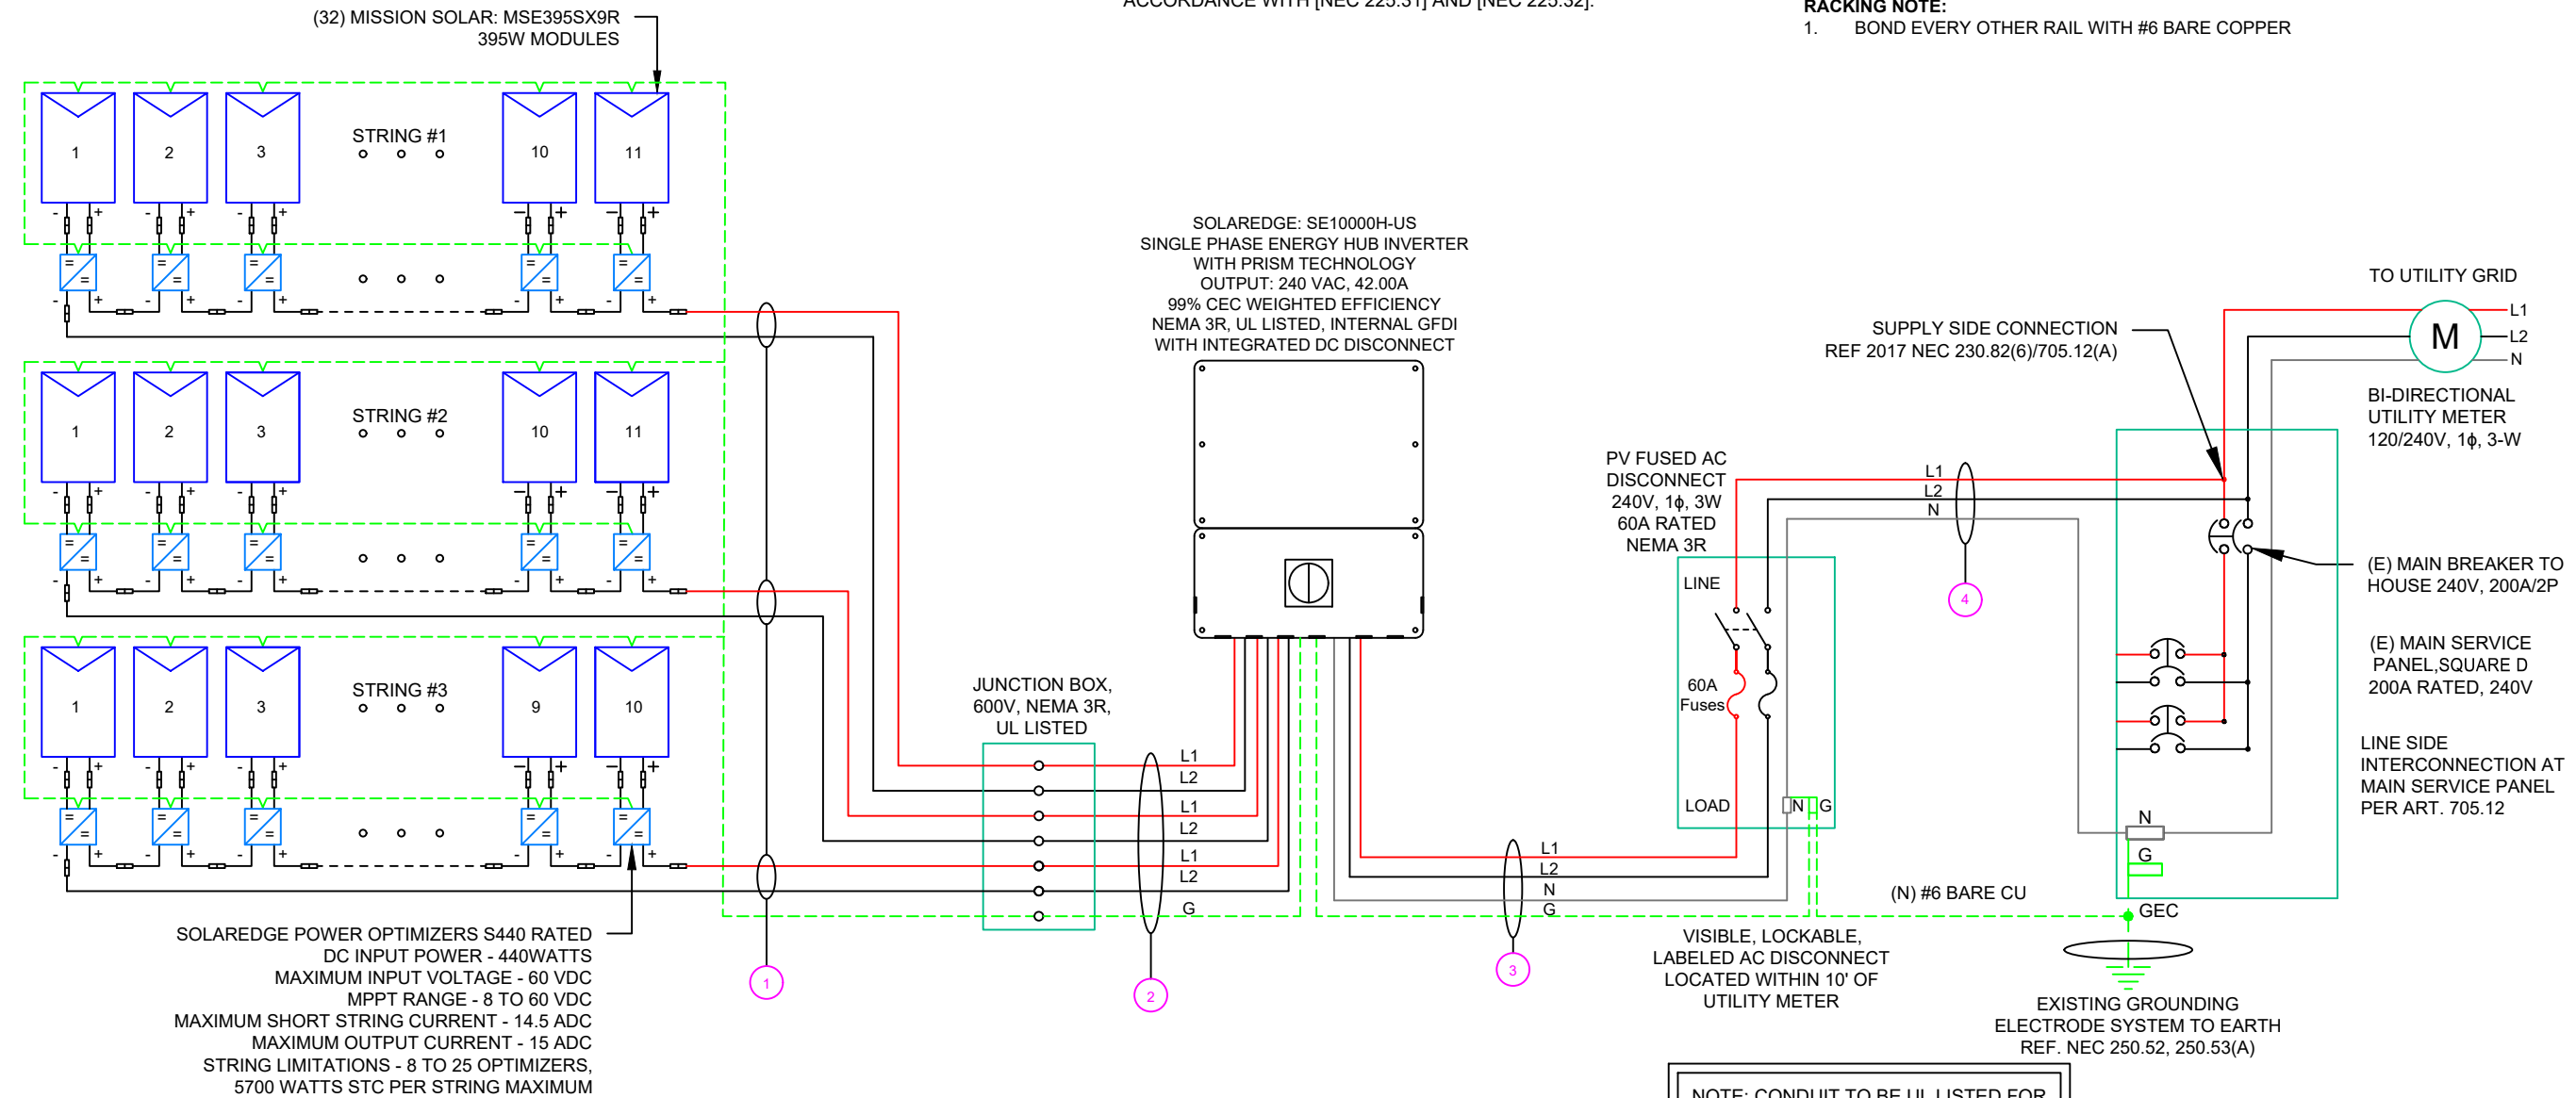 ACCORDANCE WITH [NEC 225.31] AND [NEC 225.32].
RACKING NOTE:
1. BOND EVERY OTHER RAIL WITH #6 BARE COPPER
(32) MISSION SOLAR: MSE395SX9R
395W MODULES
STRING #1
1 2 3 10 11
- + - + - + - + - +
= = = = = = = = = =
- + - + - + - + - +
STRING #2
1 2 3 10 11
- + - + - + - + - +
= = = = = = = = = =
- + - + - + - + - +
STRING #3
1 2 3 9 10
- + - + - + - + - +
= = = = = = = = = =
- + - + - + - + - +
SOLAREDGE POWER OPTIMIZERS S440 RATED
DC INPUT POWER - 440WATTS
MAXIMUM INPUT VOLTAGE - 60 VDC
MPPT RANGE - 8 TO 60 VDC
MAXIMUM SHORT STRING CURRENT - 14.5 ADC
MAXIMUM OUTPUT CURRENT - 15 ADC
STRING LIMITATIONS - 8 TO 25 OPTIMIZERS,
5700 WATTS STC PER STRING MAXIMUM
1
JUNCTION BOX,
600V, NEMA 3R,
UL LISTED
L1
L2
L1
L2
L1
L2
G
2
SOLAREDGE: SE10000H-US
SINGLE PHASE ENERGY HUB INVERTER
WITH PRISM TECHNOLOGY
OUTPUT: 240 VAC, 42.00A
99% CEC WEIGHTED EFFICIENCY
NEMA 3R, UL LISTED, INTERNAL GFDI
WITH INTEGRATED DC DISCONNECT
L1
L2
N
G
3
PV FUSED AC
DISCONNECT
240V, 1ϕ, 3W
60A RATED
NEMA 3R
LINE
60A
Fuses
LOAD
N G
VISIBLE, LOCKABLE,
LABELED AC DISCONNECT
LOCATED WITHIN 10' OF
UTILITY METER
L1
L2
N
4
SUPPLY SIDE CONNECTION
REF 2017 NEC 230.82(6)/705.12(A)
TO UTILITY GRID
M
L1
L2
N
BI-DIRECTIONAL
UTILITY METER
120/240V, 1ϕ, 3-W
(E) MAIN BREAKER TO
HOUSE 240V, 200A/2P
(E) MAIN SERVICE
PANEL,SQUARE D
200A RATED, 240V
LINE SIDE
INTERCONNECTION AT
MAIN SERVICE PANEL
PER ART. 705.12
N
G
(N) #6 BARE CU
GEC
EXISTING GROUNDING
ELECTRODE SYSTEM TO EARTH
REF. NEC 250.52, 250.53(A)
NOTE: CONDUIT TO BE UL LISTED FOR